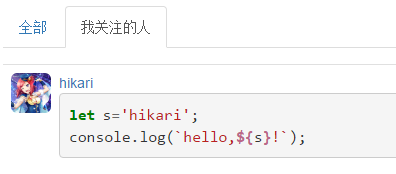 全部 我关注的人
hikari
let s='hikari';
console.log(`hello,${s}!`);